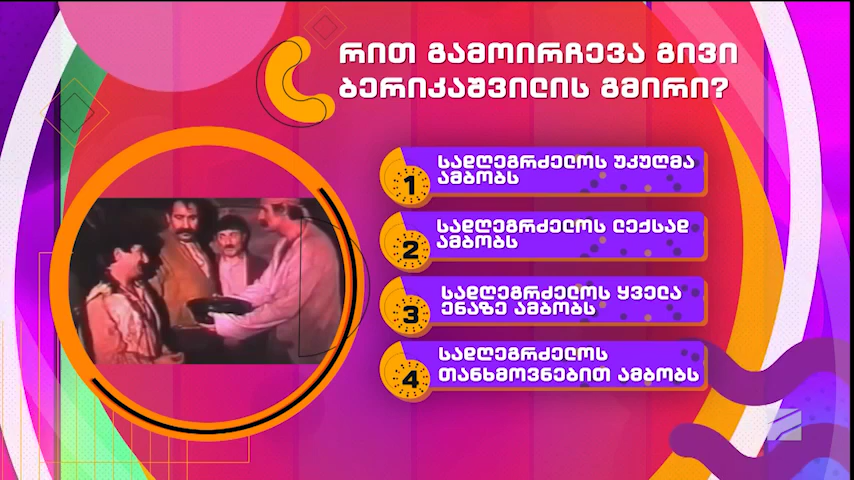 რით გამოირჩევა გივი
ბერიკაშვილის გმირი?
1
სადღეგრძელოს უკუღმა
ამბობს
2
სადღეგრძელოს ლექსად
ამბობს
3
სადღეგრძელოს ყველა
ენაზე ამბობს
4
სადღეგრძელოს
თანხმოვნებით ამბობს